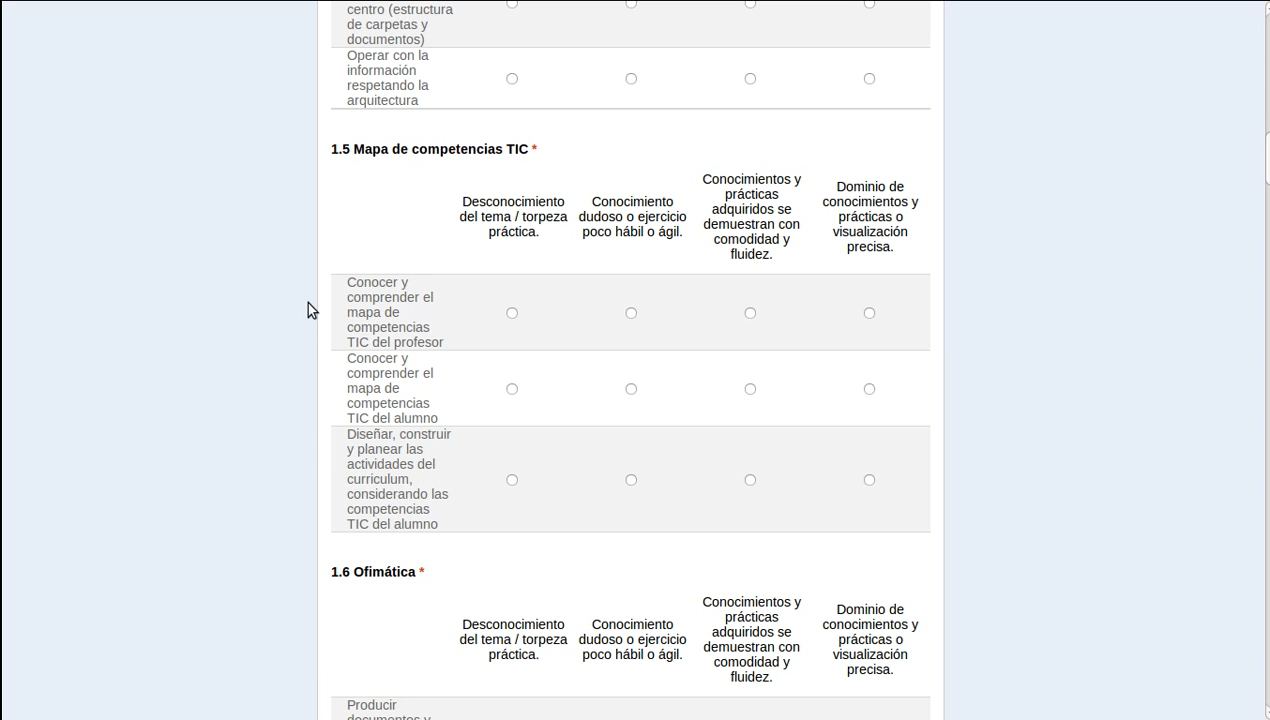 centro (estructura
de carpetas y
documentos)
Operar con la
información
respetando la
arquitectura
1.5 Mapa de competencias TIC *
Desconocimiento
del tema / torpeza
práctica.
Conocimiento
dudoso o ejercicio
poco hábil o ágil.
Conocimientos y
prácticas
adquiridos se
demuestran con
comodidad y
fluidez.
Dominio de
conocimientos y
prácticas o
visualización
precisa.
Conocer y
comprender el
mapa de
competencias
TIC del profesor
Conocer y
comprender el
mapa de
competencias
TIC del alumno
Diseñar, construir
y planear las
actividades del
curriculum,
considerando las
competencias
TIC del alumno
1.6 Ofimática *
Desconocimiento
del tema / torpeza
práctica.
Conocimiento
dudoso o ejercicio
poco hábil o ágil.
Conocimientos y
prácticas
adquiridos se
demuestran con
comodidad y
fluidez.
Dominio de
conocimientos y
prácticas o
visualización
precisa.
Producir
documentos y